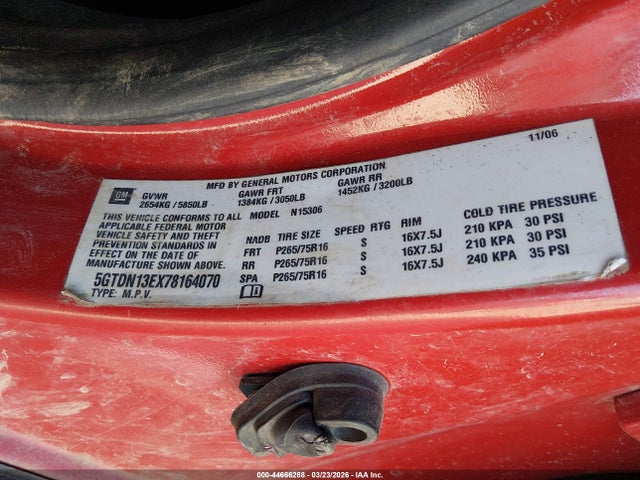 11/06
MFD BY GENERAL MOTORS CORPORATION
GM GVWR GAWR FRT GAWR RR
2654KG / 5850LB 1384KG / 3050LB 1452KG / 3200LB
THIS VEHICLE CONFORMS TO ALL MODEL N15306
APPLICABLE FEDERAL MOTOR
VEHICLE SAFETY AND THEFT
PREVENTION STANDARDS IN
EFFECT ON THE DATE OF
MANUFACTURE SHOWN ABOVE.
NADB TIRE SIZE SPEED RTG RIM COLD TIRE PRESSURE
FRT P265/75R16 S 16X7.5J 210 KPA 30 PSI
RR P265/75R16 S 16X7.5J 210 KPA 30 PSI
SPA P265/75R16 S 16X7.5J 240 KPA 35 PSI
5GTDN13EX78164070
TYPE: M.P.V.
000-44666288 | 03/23/2026 - IAA Inc.